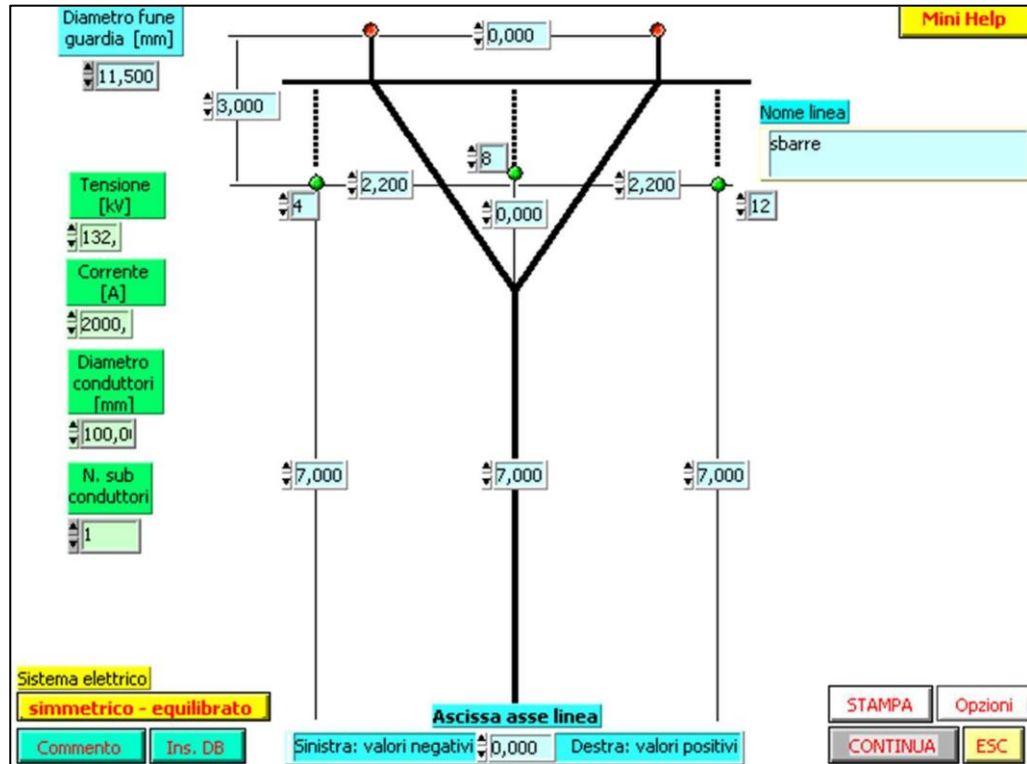 Diametro fune
guardia [mm]
11,500
0,000
Mini Help
3,000
Nome linea
sbarre
8
Tensione
[kV]
132,
2,200
2,200
4
0,000
12
Corrente
[A]
2000,
Diametro
conduttori
[mm]
100,0
N. sub
conduttori
1
7,000
7,000
7,000
Sistema elettrico
simmetrico - equilibrato
Commento
Ins. DB
Ascissa asse linea
Sinistra: valori negativi
0,000
Destra: valori positivi
STAMPA
Opzioni
CONTINUA
ESC